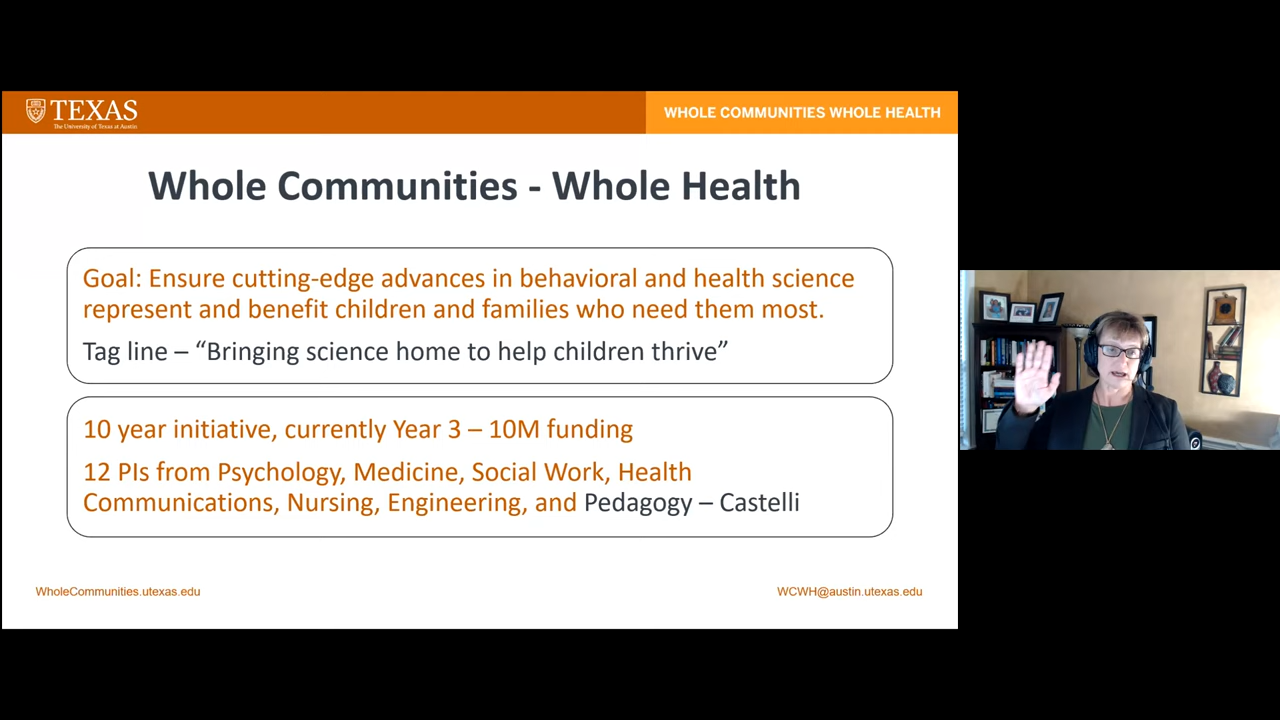 TEXAS
The University of Texas at Austin
WHOLE COMMUNITIES WHOLE HEALTH
Whole Communities - Whole Health
Goal: Ensure cutting-edge advances in behavioral and health science
represent and benefit children and families who need them most.
Tag line – “Bringing science home to help children thrive”
10 year initiative, currently Year 3 – 10M funding
12 PIs from Psychology, Medicine, Social Work, Health
Communications, Nursing, Engineering, and Pedagogy – Castelli
WholeCommunities.utexas.edu
WCWH@austin.utexas.edu